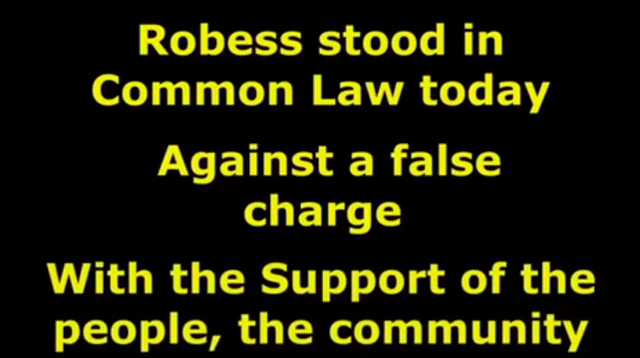 Robess stood in
Common Law today
Against a false
charge
With the Support of the
people, the community